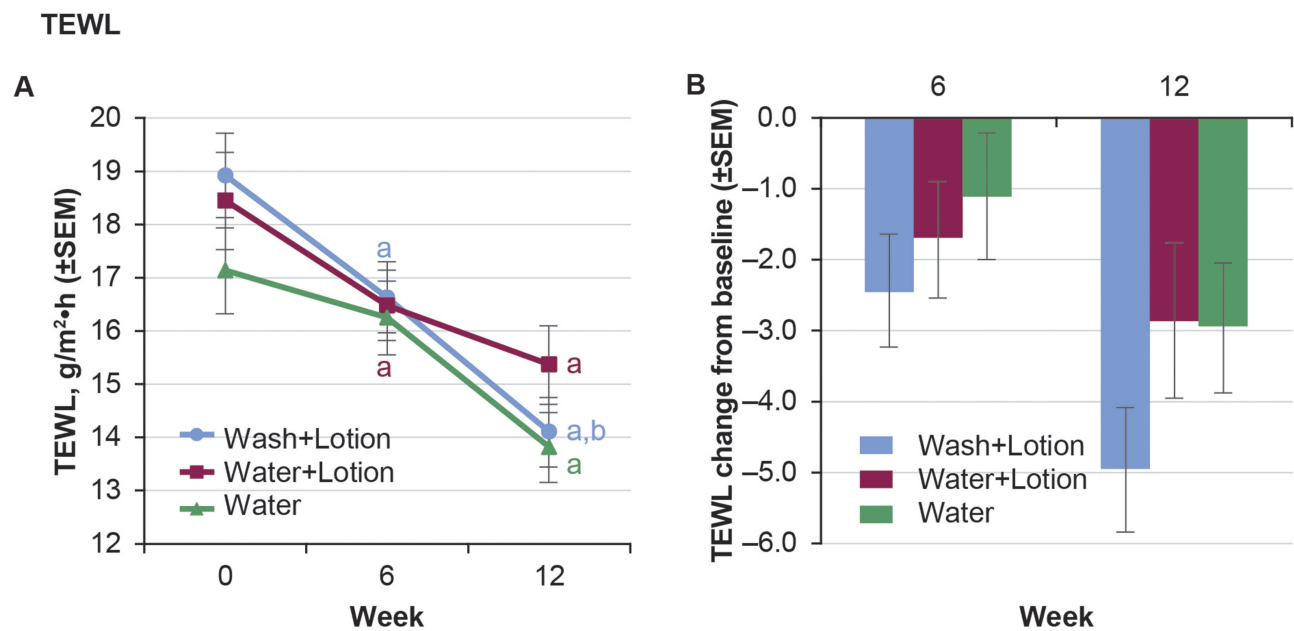 TEWL
A
TEWL, g/m²•h (±SEM)
20
19
18
17
16
15
14
13
12
a
a
a
a,b
a
Wash+Lotion
Water+Lotion
Water
0 6 12
Week
B
TEWL change from baseline (±SEM)
6 12
0.0
–1.0
–2.0
–3.0
–4.0
–5.0
–6.0
Wash+Lotion
Water+Lotion
Water
Week